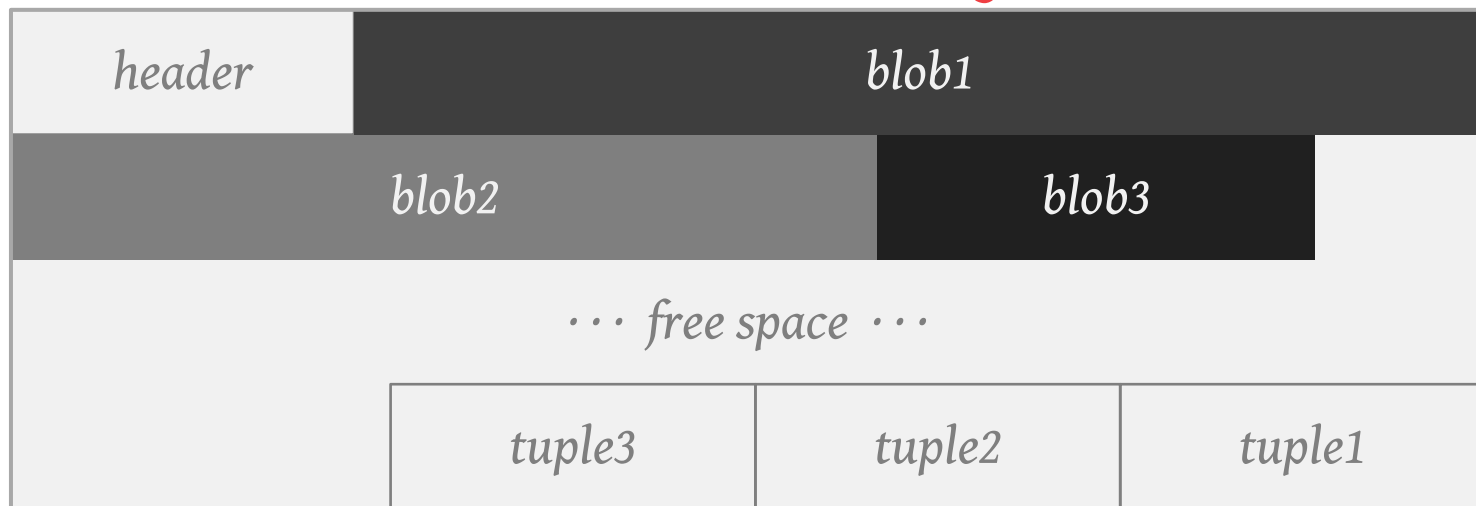 header blob1
blob2 blob3
··· free space ···
tuple3 tuple2 tuple1